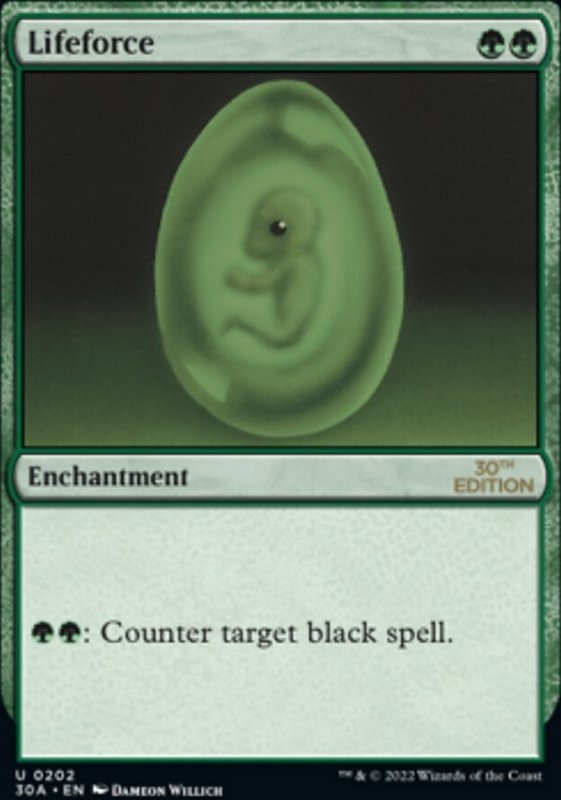 Lifeforce
Enchantment
30TH
EDITION
: Counter target black spell.
U 0202
30A • EN DAMEON WILLICH
™ & © 2022 Wizards of the Coast